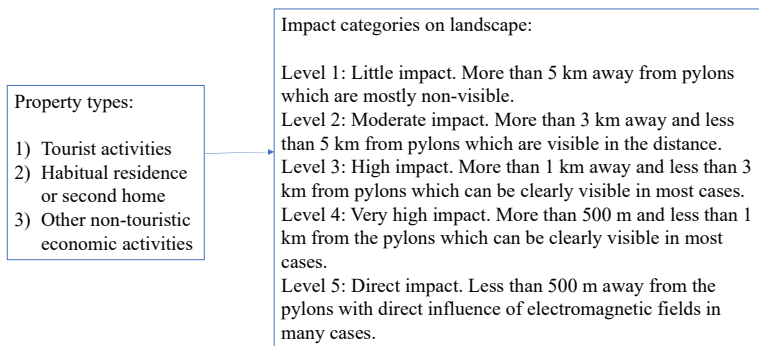 Property types:
1) Tourist activities
2) Habitual residence
or second home
3) Other non-touristic
economic activities
Impact categories on landscape:
Level 1: Little impact. More than 5 km away from pylons
which are mostly non-visible.
Level 2: Moderate impact. More than 3 km away and less
than 5 km from pylons which are visible in the distance.
Level 3: High impact. More than 1 km away and less than 3
km from pylons which can be clearly visible in most cases.
Level 4: Very high impact. More than 500 m and less than 1
km from the pylons which can be clearly visible in most
cases.
Level 5: Direct impact. Less than 500 m away from the
pylons with direct influence of electromagnetic fields in
many cases.